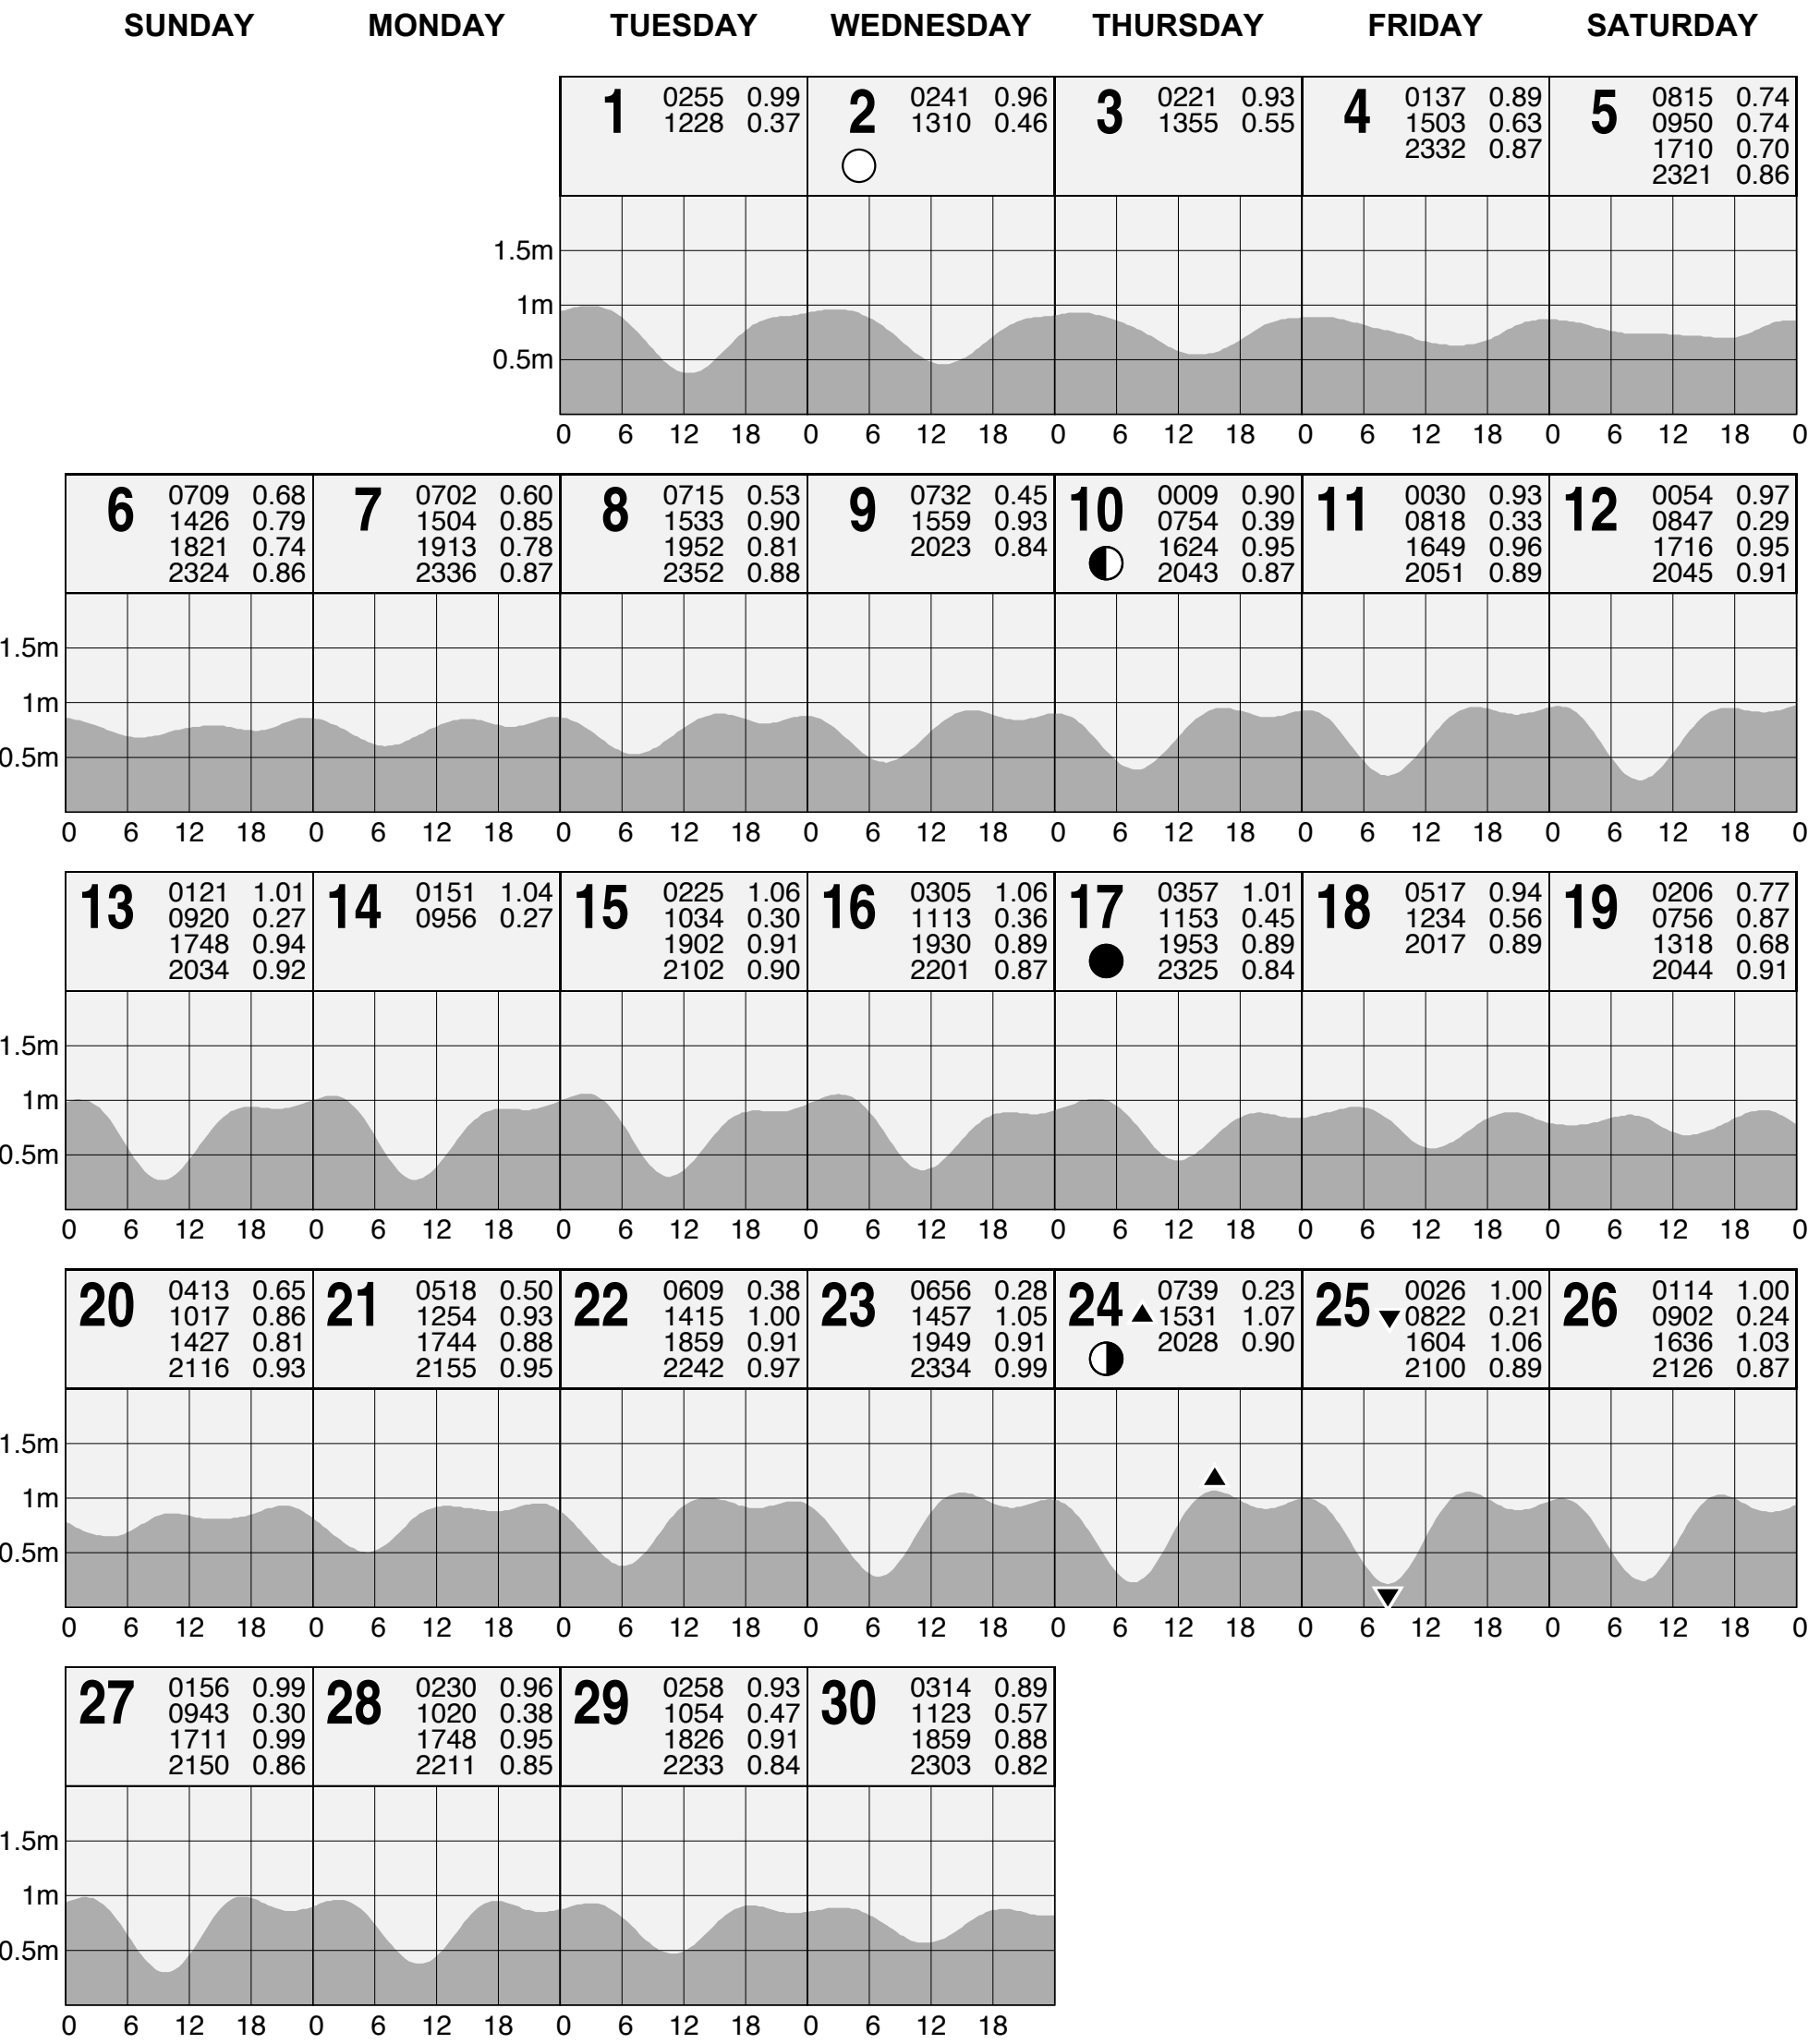 SUNDAY MONDAY TUESDAY WEDNESDAY THURSDAY FRIDAY SATURDAY
1 0255 0.99 2 0241 0.96 3 0221 0.93 4 0137 0.89 5 0815 0.74
1228 0.37 1310 0.46 1355 0.55 1503 0.63 0950 0.74
2332 0.87 1710 0.70
2321 0.86
1.5m
1m
0.5m
0 6 12 18 0 6 12 18 0 6 12 18 0 6 12 18 0 6 12 18 0
6 0709 0.68 7 0702 0.60 8 0715 0.53 9 0732 0.45 10 0009 0.90 11 0030 0.93 12 0054 0.97
1426 0.79 1504 0.85 1533 0.90 1559 0.93 0754 0.39 0818 0.33 0847 0.29
1821 0.74 1913 0.78 1952 0.81 2023 0.84 1624 0.95 1649 0.96 1716 0.95
2324 0.86 2336 0.87 2352 0.88 2043 0.87 2051 0.89 2045 0.91
1.5m
1m
0.5m
0 6 12 18 0 6 12 18 0 6 12 18 0 6 12 18 0 6 12 18 0 6 12 18 0 6 12 18 0
13 0121 1.01 14 0151 1.04 15 0225 1.06 16 0305 1.06 17 0357 1.01 18 0517 0.94 19 0206 0.77
0920 0.27 0956 0.27 1034 0.30 1113 0.36 1153 0.45 1234 0.56 0756 0.87
1748 0.94 1902 0.91 1930 0.89 1953 0.89 2017 0.89 1318 0.68
2034 0.92 2102 0.90 2201 0.87 2325 0.84 2044 0.91
1.5m
1m
0.5m
0 6 12 18 0 6 12 18 0 6 12 18 0 6 12 18 0 6 12 18 0 6 12 18 0 6 12 18 0
20 0413 0.65 21 0518 0.50 22 0609 0.38 23 0656 0.28 24 0739 0.23 25 0026 1.00 26 0114 1.00
1017 0.86 1254 0.93 1415 1.00 1457 1.05 1531 1.07 0822 0.21 0902 0.24
1427 0.81 1744 0.88 1859 0.91 1949 0.91 2028 0.90 1604 1.06 1636 1.03
2116 0.93 2155 0.95 2242 0.97 2334 0.99 2100 0.89 2126 0.87
1.5m
1m
0.5m
0 6 12 18 0 6 12 18 0 6 12 18 0 6 12 18 0 6 12 18 0 6 12 18 0 6 12 18 0
27 0156 0.99 28 0230 0.96 29 0258 0.93 30 0314 0.89
0943 0.30 1020 0.38 1054 0.47 1123 0.57
1711 0.99 1748 0.95 1826 0.91 1859 0.88
2150 0.86 2211 0.85 2233 0.84 2303 0.82
1.5m
1m
0.5m
0 6 12 18 0 6 12 18 0 6 12 18 0 6 12 18